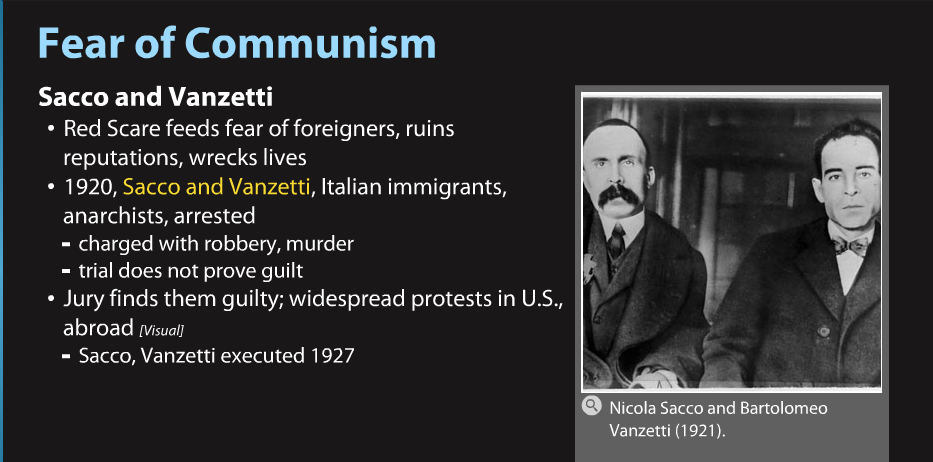 Fear of Communism
Sacco and Vanzetti
• Red Scare feeds fear of foreigners, ruins
reputations, wrecks lives
• 1920, Sacco and Vanzetti, Italian immigrants,
anarchists, arrested
- charged with robbery, murder
- trial does not prove guilt
• Jury finds them guilty; widespread protests in U.S.,
abroad [Visual]
- Sacco, Vanzetti executed 1927
Nicola Sacco and Bartolomeo
Vanzetti (1921).